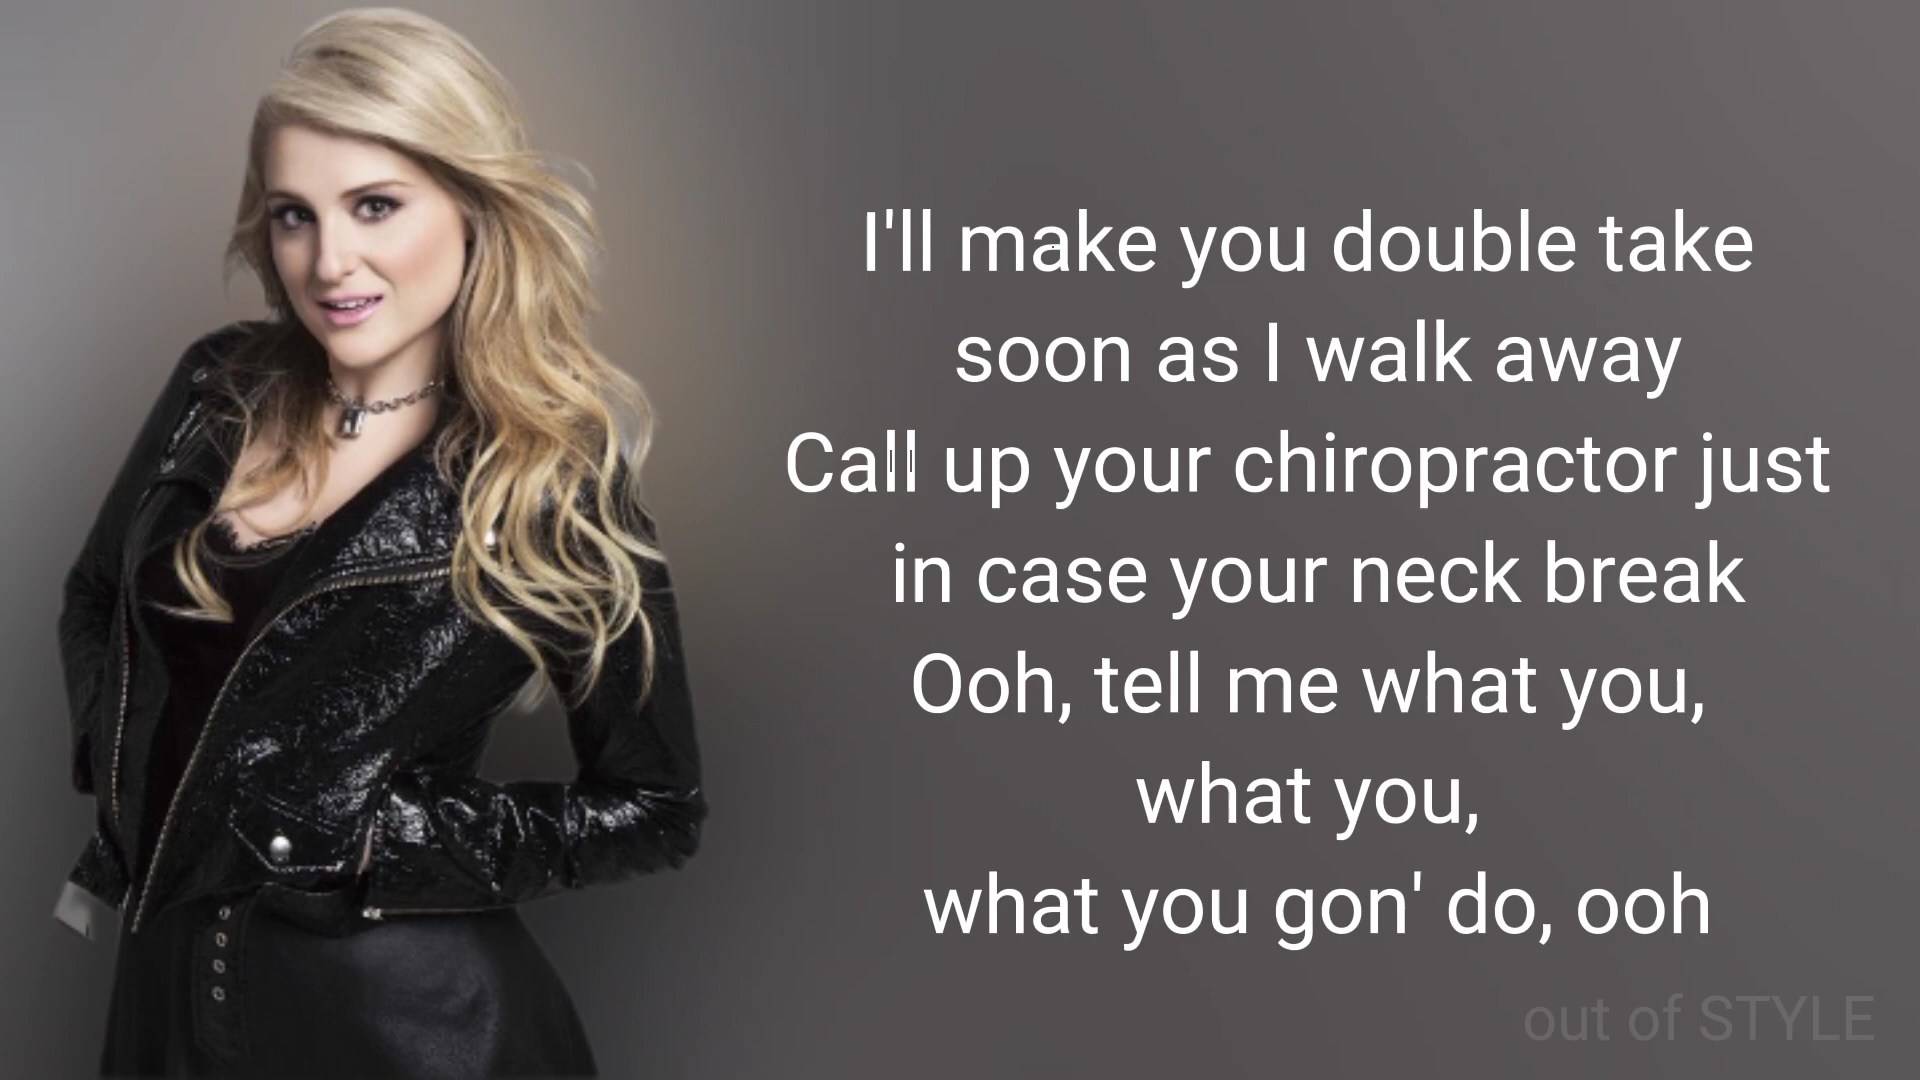 I'll make you double take
soon as I walk away
Call up your chiropractor just
in case your neck break
Ooh, tell me what you,
what you,
what you gon' do, ooh
out of STYLE